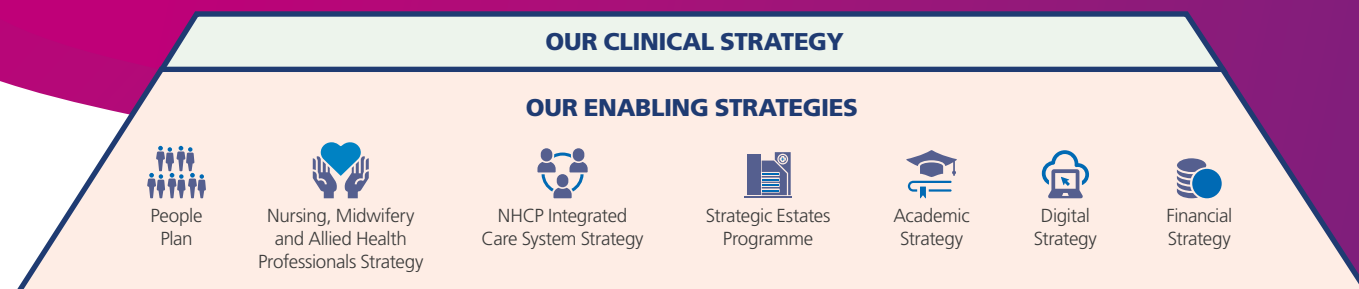 OUR CLINICAL STRATEGY
OUR ENABLING STRATEGIES
People
Plan
Nursing, Midwifery
and Allied Health
Professionals Strategy
NHCP Integrated
Care System Strategy
Strategic Estates
Programme
Academic
Strategy
Digital
Strategy
Financial
Strategy